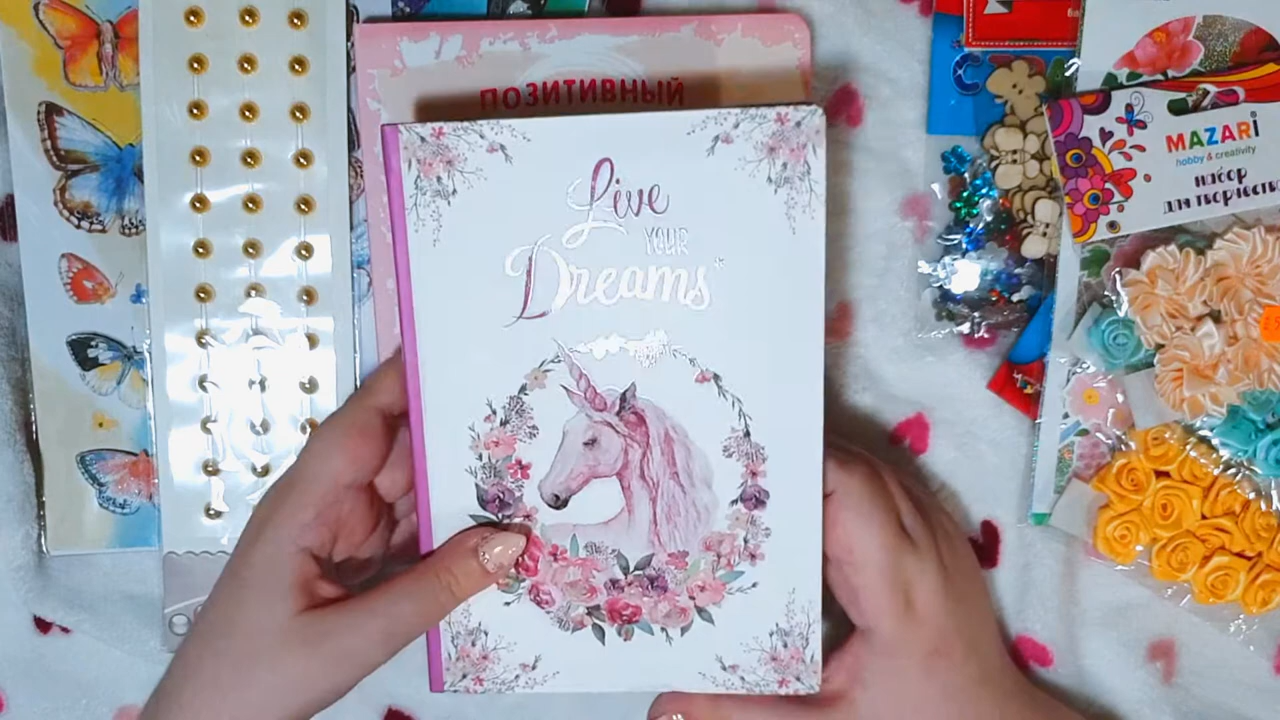 ПОЗИТИВНЫЙ
Live
YOUR
Dreams
MAZARi
hobby & creativity
набор
для творчества